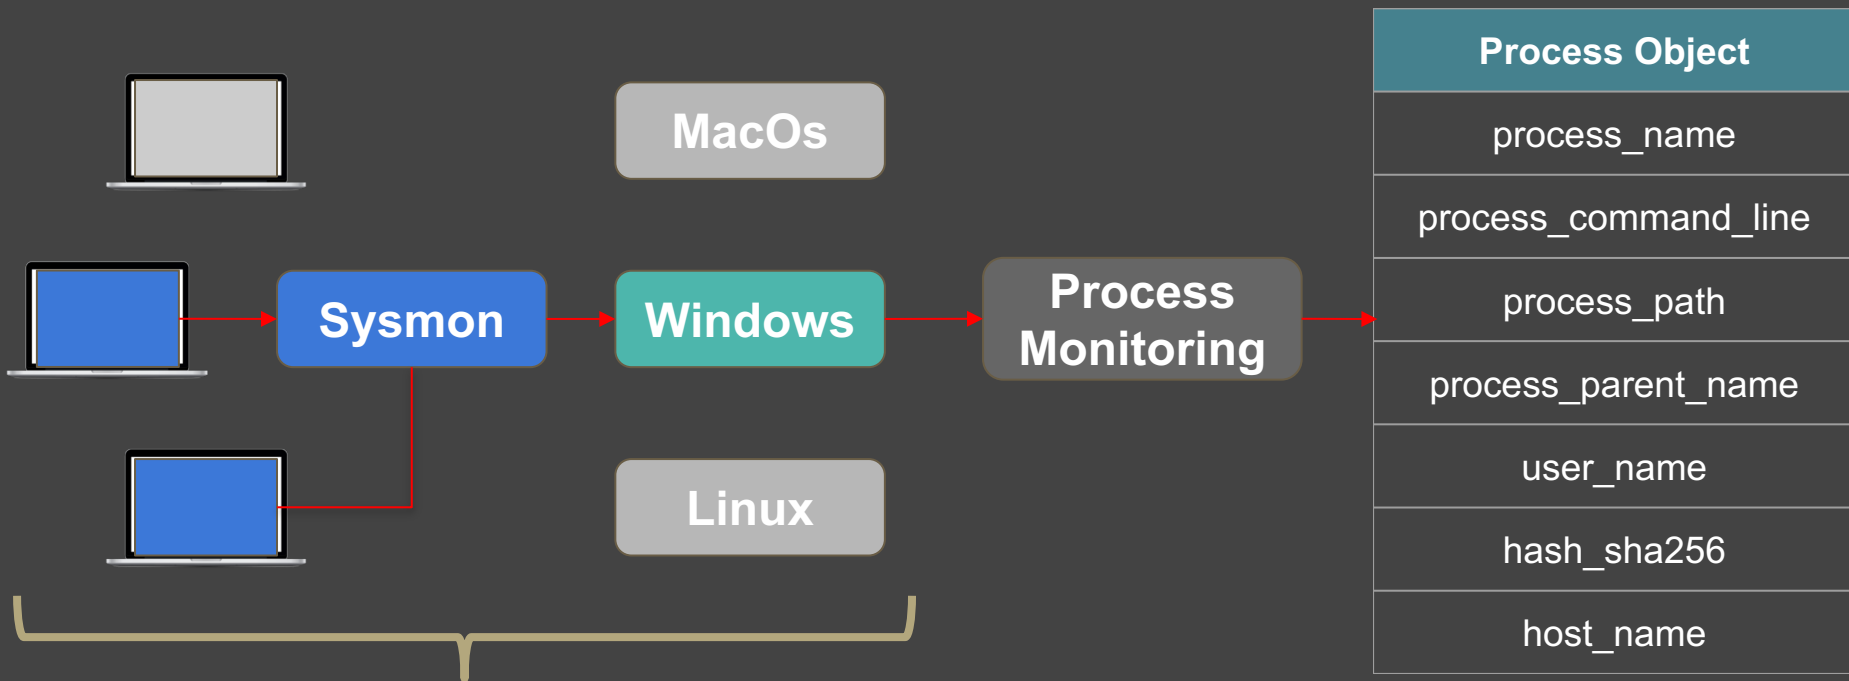 MacOs
Sysmon
Windows
Linux
Process
Monitoring
Process Object
process_name
process_command_line
process_path
process_parent_name
user_name
hash_sha256
host_name